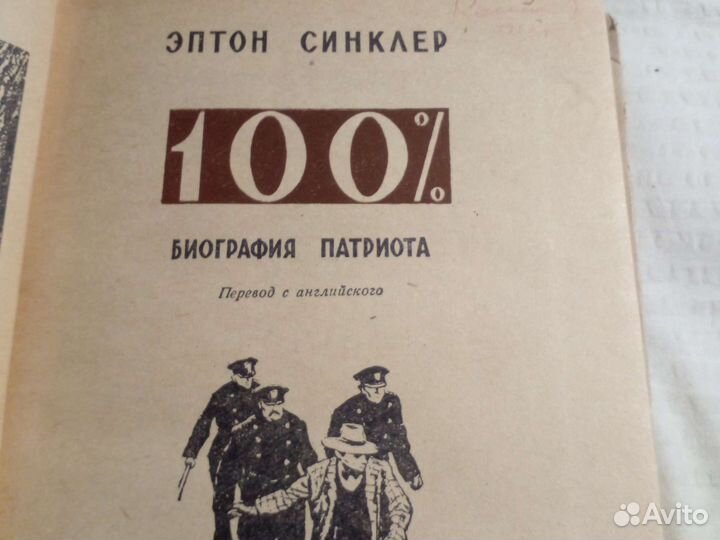 ЭПТОН СИНКЛЕР
100%
БИОГРАФИЯ ПАТРИОТА
Перевод с английского
Avito